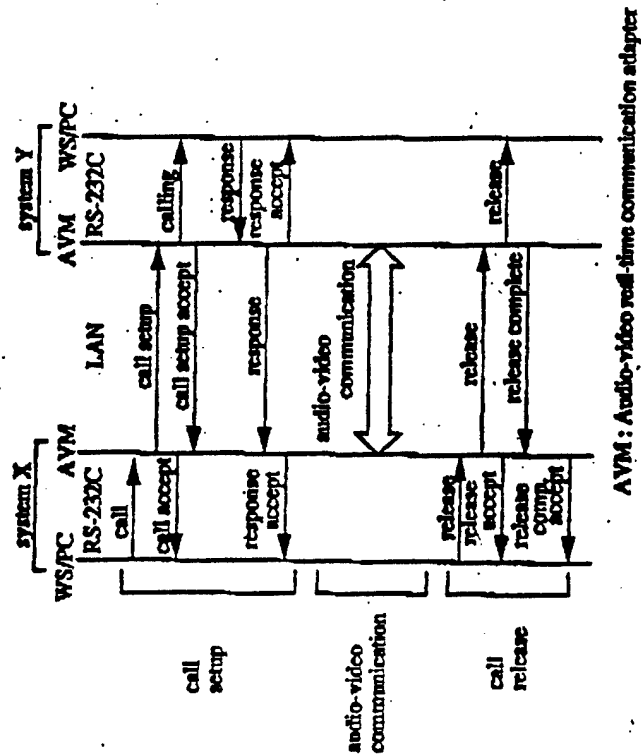 system X
system Y
WS/PC
RS-232C
AVM
LAN
AVM
RS-232C
WS/PC
call
setup
call
call setup
calling
call accept
call setup accept
response
response
response
accept
response
accept
audio-video
communication
audio-video
communication
call
release
release
release
release
release
accept
release complete
release
comp.
accept
AVM : Audio-video real-time communication adapter